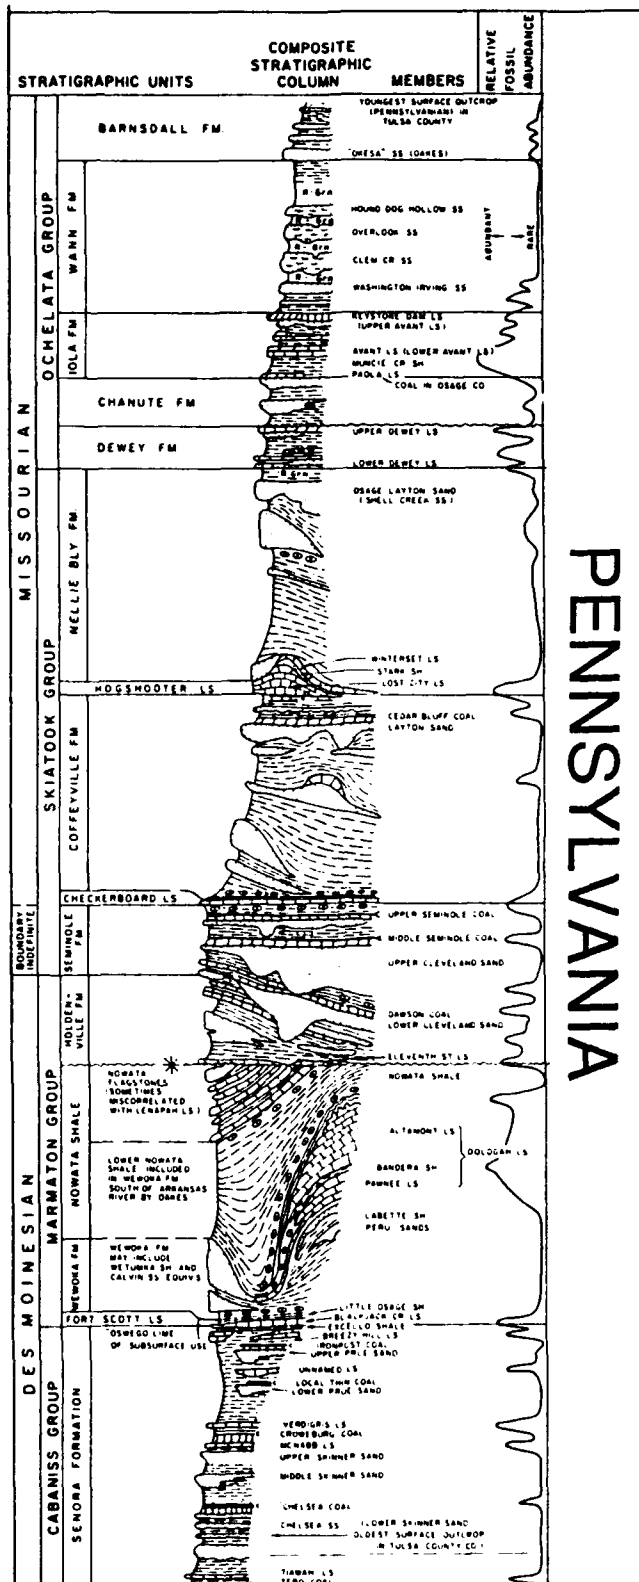 STRATIGRAPHIC UNITS
COMPOSITE
STRATIGRAPHIC
COLUMN
MEMBERS
RELATIVE
FOSSIL
ABUNDANCE
BARNSDALL FM.
YOUNGEST SURFACE OUTCROP
(PENNSYLVANIAN) IN
TULSA COUNTY
"OKESA" SS (OAKES)
MISSOURIAN
OCHELATA GROUP
WANN FM
R-Grn
HOUND DOG HOLLOW SS
R-Grn
OVERLOOK SS
R-Grn
CLEM CR SS
R-Grn
WASHINGTON IRVING SS
ABUNDANT
RARE
IOLA FM
KEYSTONE DAM LS
(UPPER AVANT LS)
AVANT LS (LOWER AVANT LS)
MUNCIE CR SH
PAOLA LS
COAL IN OSAGE CO
CHANUTE FM
DEWEY FM
UPPER DEWEY LS
LOWER DEWEY LS
R-Grn
SKIATOOK GROUP
NELLIE BLY FM
OSAGE LAYTON SAND
(SHELL CREEK SS)
WINTERSET LS
STARK SH
LOST CITY LS
HOGSHOOTER LS
COFFEYVILLE FM
CEDAR BLUFF COAL
LAYTON SAND
CHECKERBOARD LS
BOUNDARY
INDEFINITE
SEMINOLE
FM
UPPER SEMINOLE COAL
MIDDLE SEMINOLE COAL
UPPER CLEVELAND SAND
DES MOINESIAN
MARMATON GROUP
HOLDEN-
VILLE FM
DAWSON COAL
LOWER CLEVELAND SAND
ELEVENTH ST LS
NOWATA SHALE
NOWATA
FLAGSTONES
(SOMETIMES
MISCORRELATED
WITH LENAPAH LS)
NOWATA SHALE
LOWER NOWATA
SHALE INCLUDED
IN WEWOKA FM
SOUTH OF ARKANSAS
RIVER BY OAKES
ALTAMONT LS
BANDERA SH
PAWNEE LS
OOLOGAH LS
LABETTE SH
PERU SANDS
WEWOKA FM
WEWOKA FM
MAY INCLUDE
WETUMKA SH AND
CALVIN SS EQUIVS
FORT SCOTT LS
"OSWEGO LIME"
OF SUBSURFACE USE
LITTLE OSAGE SH
BLACKJACK CR LS
EXCELLO SHALE
BREEZY HILL LS
IRONPOST COAL
UPPER PRUE SAND
CABANISS GROUP
SENORA FORMATION
UNNAMED LS
LOCAL THIN COAL
LOWER PRUE SAND
VERDIGRIS LS
CROWEBURG COAL
MCNABB LS
UPPER SKINNER SAND
MIDDLE SKINNER SAND
CHELSEA COAL
CHELSEA SS
(LOWER SKINNER SAND
OLDEST SURFACE OUTCROP
IN TULSA COUNTY
TIAWAH LS
TEBO COAL
PENNSYLVANIA